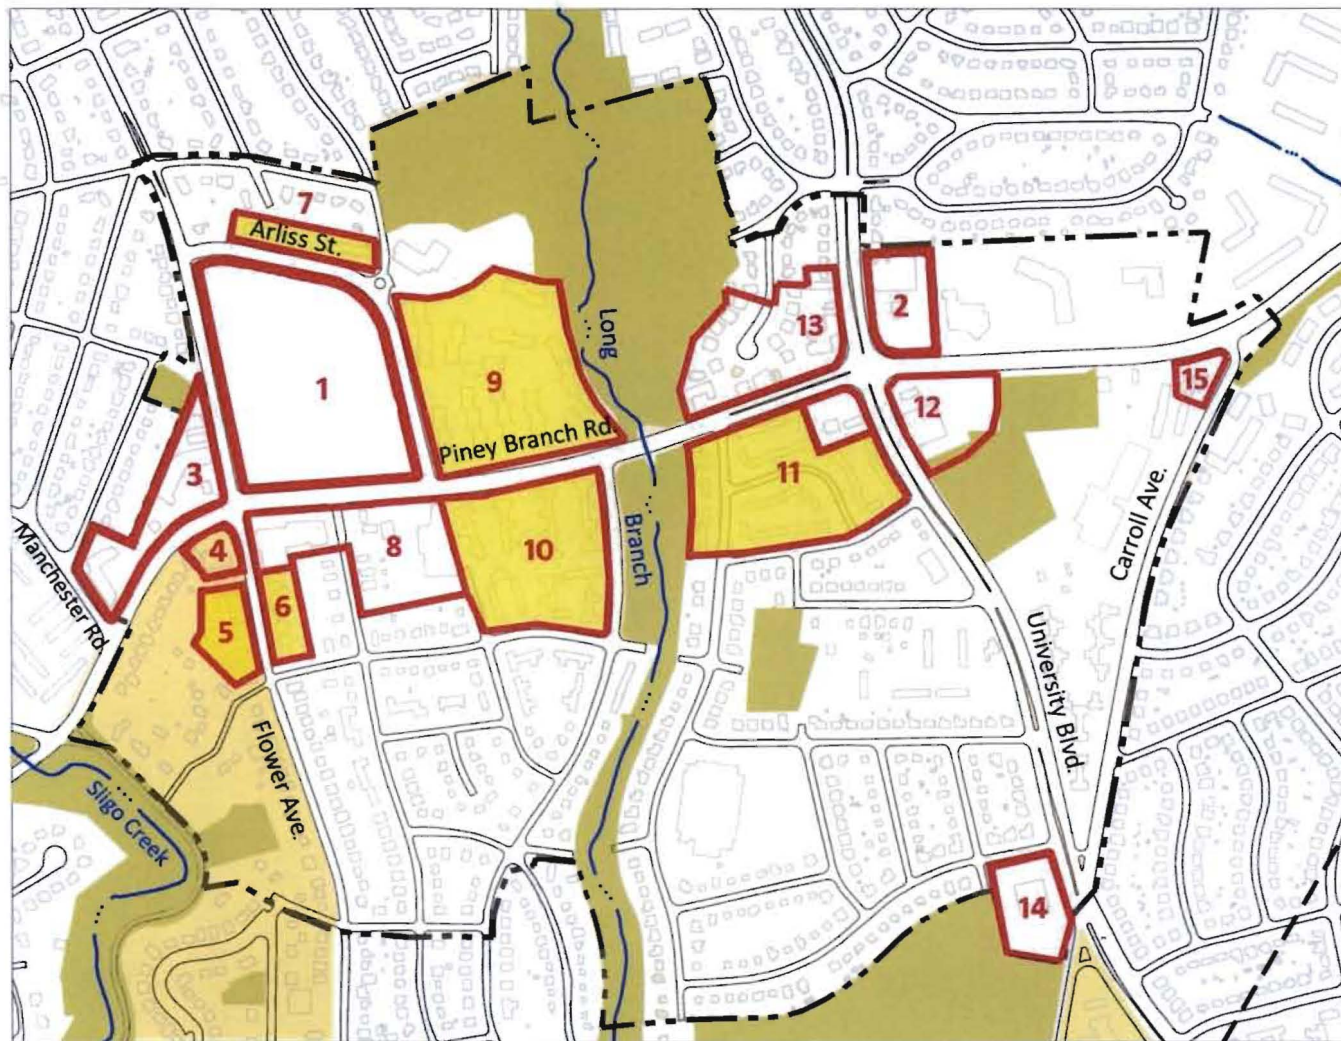 7
Arliss St.
2
13
Long
1
9
15
12
Piney Branch Rd.
3
11
Carroll Ave.
Manchester Rd.
4
8
10
Branch
6
5
University Blvd.
Flower Ave.
Sligo Creek
14